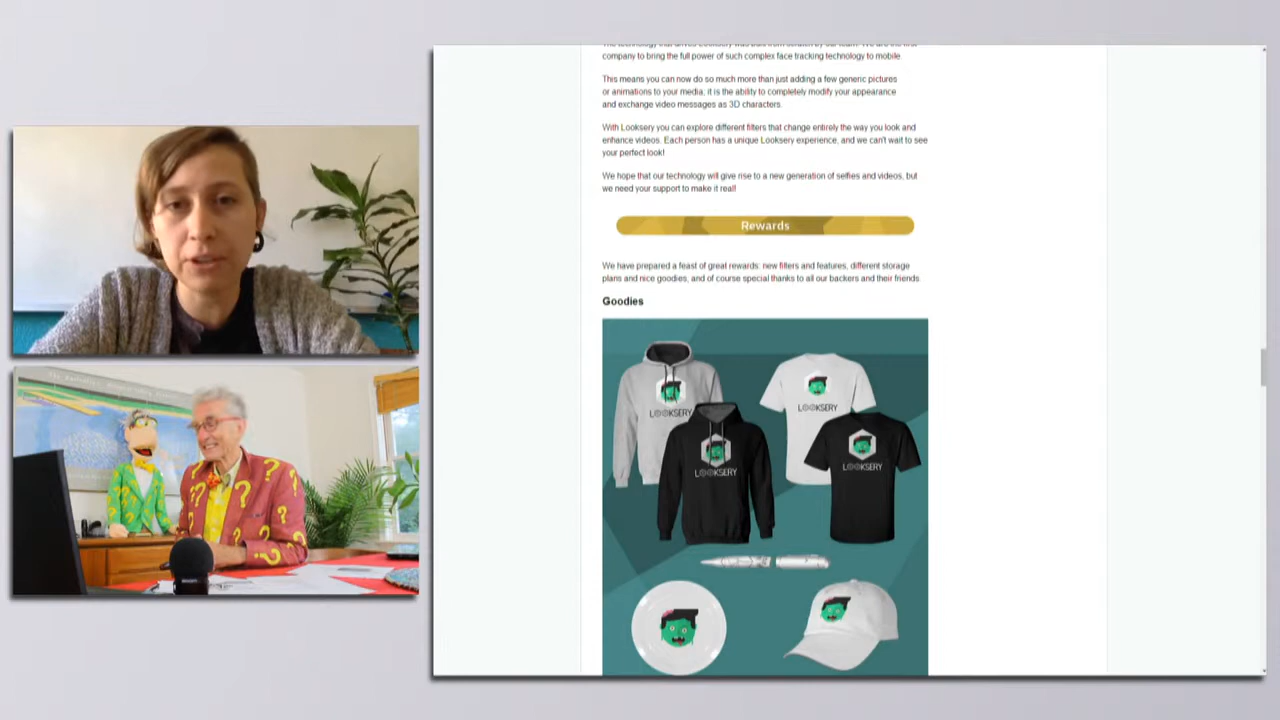 company to bring the full power of such complex face tracking technology to mobile.
This means you can now do so much more than just adding a few generic pictures
or animations to your media, it is the ability to completely modify your appearance
and exchange video messages as 3D characters.
With Looksery you can explore different filters that change entirely the way you look and
enhance videos. Each person has a unique Looksery experience, and we can't wait to see
your perfect look!
We hope that our technology will give rise to a new generation of selfies and videos, but
we need your support to make it real!
Rewards
We have prepared a feast of great rewards: new filters and features, different storage
plans and nice goodies, and of course special thanks to all our backers and their friends.
Goodies
LOOKSERY
LOOKSERY
LOOKSERY
LOOKSERY